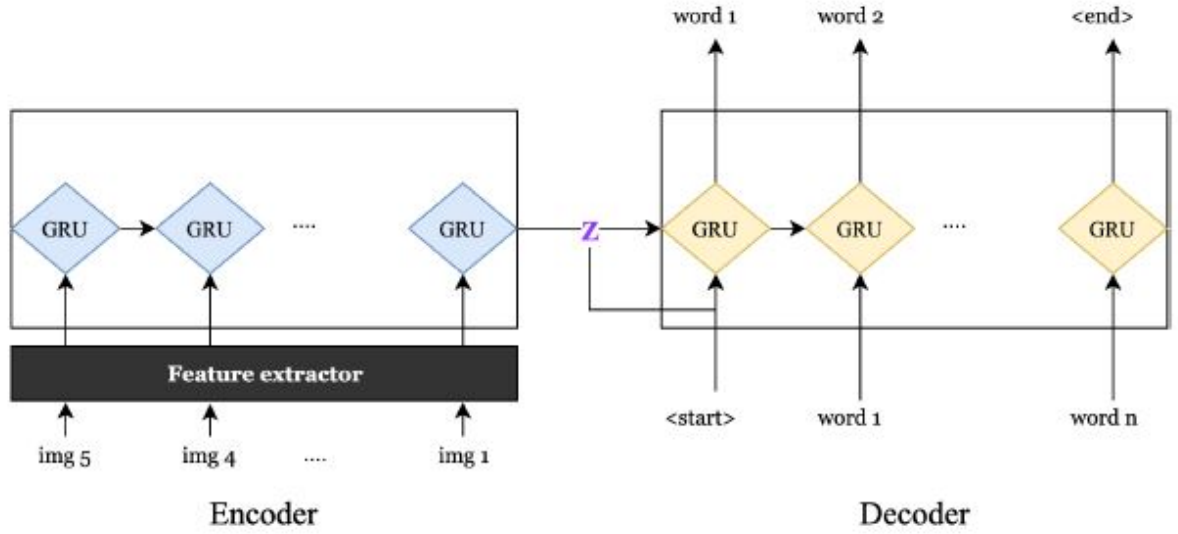 word 1 word 2 <end>
GRU GRU .... GRU Z GRU GRU .... GRU
Feature extractor
<start> word 1 word n
img 5 img 4 .... img 1
Encoder Decoder